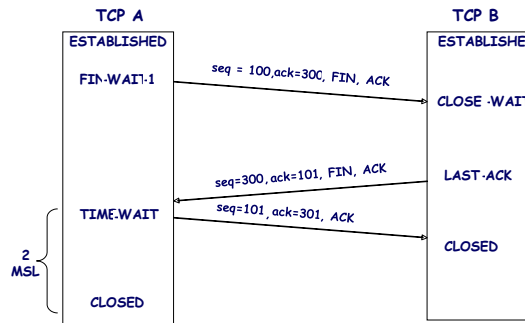 TCP A
TCP B
ESTABLISHED
ESTABLISHED
FIN-WAIT-1
seq = 100,ack=300, FIN, ACK
CLOSE -WAIT
seq=300, ack=101, FIN, ACK
LAST-ACK
TIME-WAIT
seq=101, ack=301, ACK
CLOSED
2
MSL
CLOSED